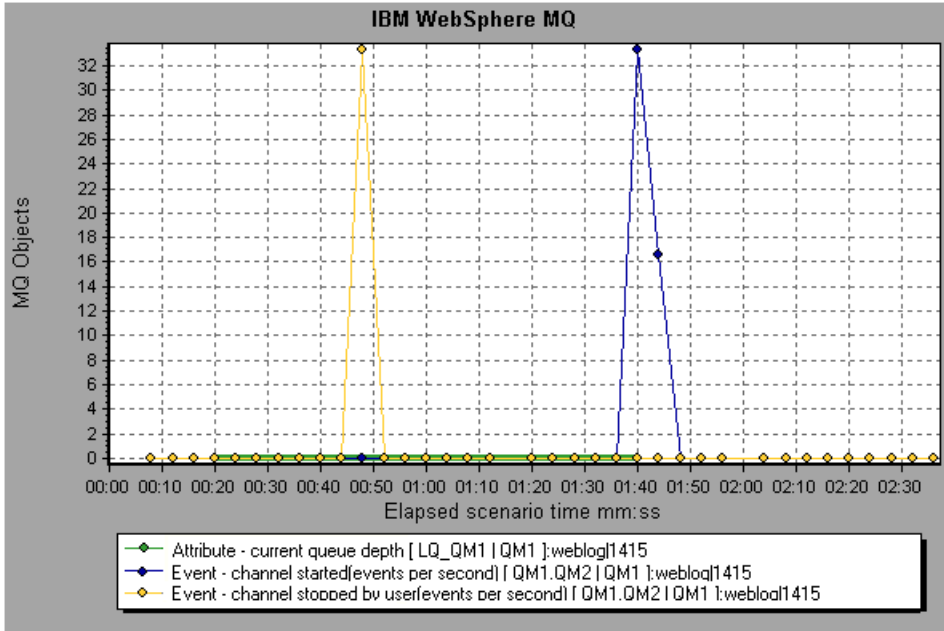 IBM WebSphere MQ
MQ Objects
32
30
28
26
24
22
20
18
16
14
12
10
8
6
4
2
0
00:00 00:10 00:20 00:30 00:40 00:50 01:00 01:10 01:20 01:30 01:40 01:50 02:00 02:10 02:20 02:30
Elapsed scenario time mm:ss
Attribute - current queue depth [ LQ_QM1 | QM1 ]:weblog|1415
Event - channel started(events per second) [ QM1.QM2 | QM1 ]:weblog|1415
Event - channel stopped by user(events per second) [ QM1.QM2 | QM1 ]:weblog|1415